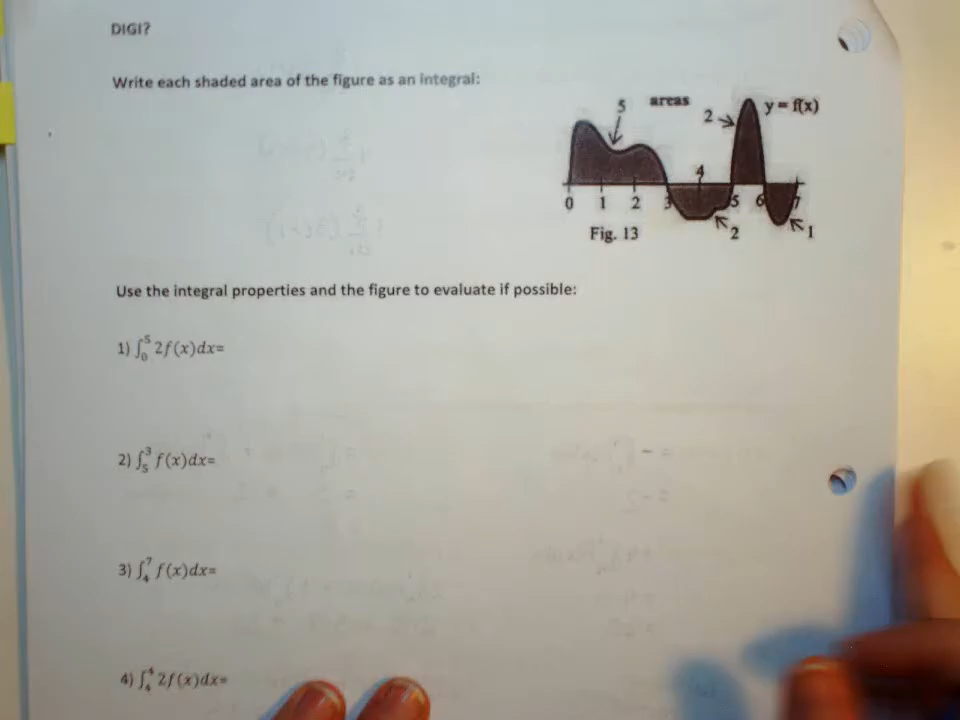 DIGI?
Write each shaded area of the figure as an integral:
5 areas 2 y = f(x)
4
0 1 2 3 5 6 7
Fig. 13 2 1
Use the integral properties and the figure to evaluate if possible:
1) ∫₀⁵ 2f(x)dx=
2) ∫₅³ f(x)dx=
3) ∫₄⁷ f(x)dx=
4) ∫₄⁴ 2f(x)dx=